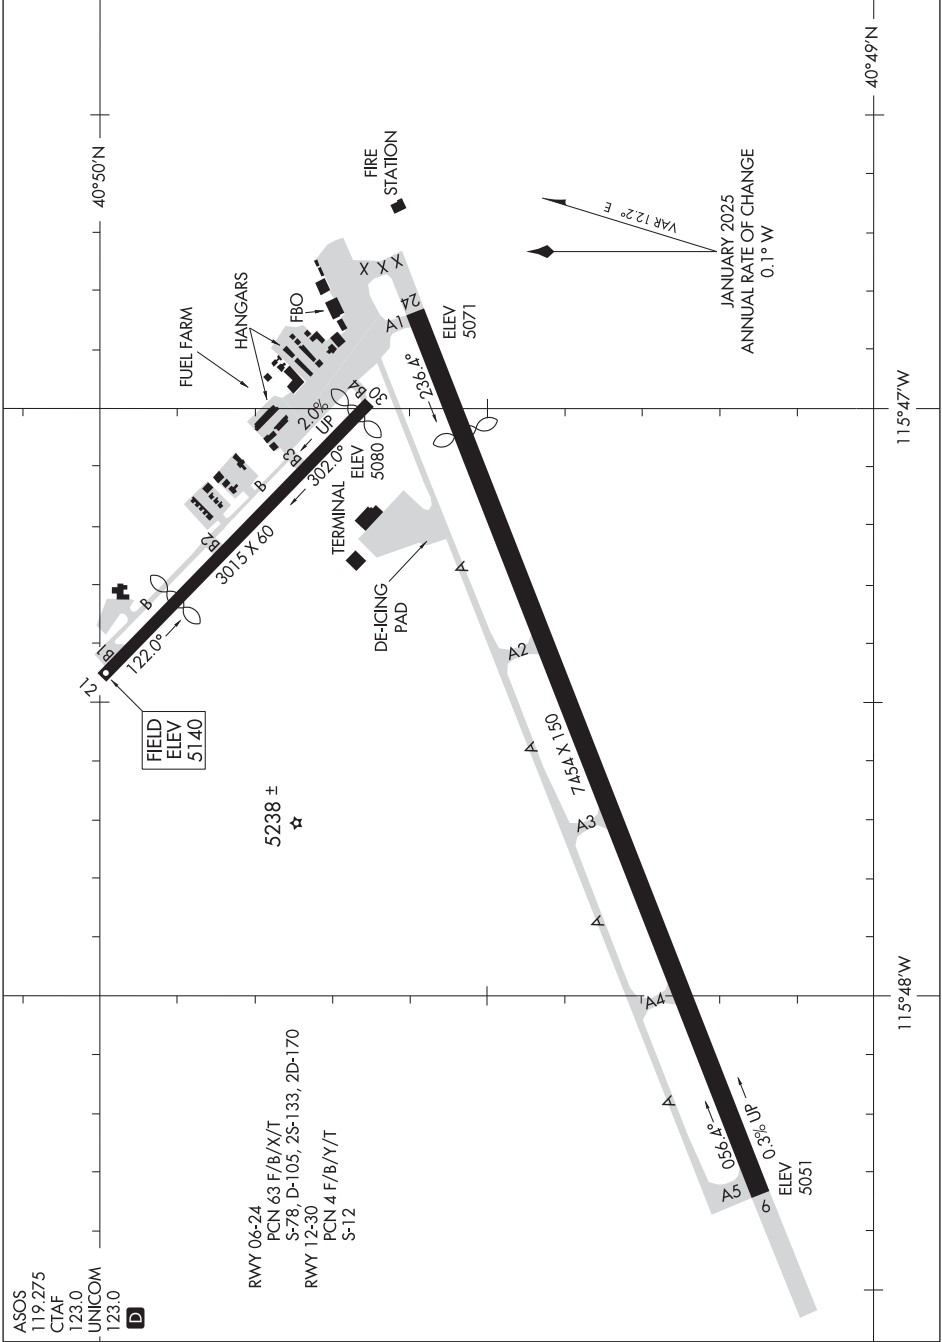 ASOS
119.275
CTAF
123.0
UNICOM
123.0
D
RWY 06-24
PCN 63 F/B/X/T
S-78, D-105, 2S-133, 2D-170
RWY 12-30
PCN 4 F/B/Y/T
S-12
40°50'N
40°49'N
115°47'W
115°48'W
FIELD
ELEV
5140
5238 ±
12
122.0°
3015 X 60
302.0°
2.0%
UP
30
ELEV
5080
B1
B
B2
B
B3
B4
FUEL FARM
HANGARS
FBO
FIRE
STATION
TERMINAL
DE-ICING
PAD
X
X
X
A1
24
ELEV
5071
236.4°
A
A2
A
7454 X 150
A3
A
A4
A
A5
056.4°
0.3% UP
6
ELEV
5051
VAR 12.2° E
JANUARY 2025
ANNUAL RATE OF CHANGE
0.1° W